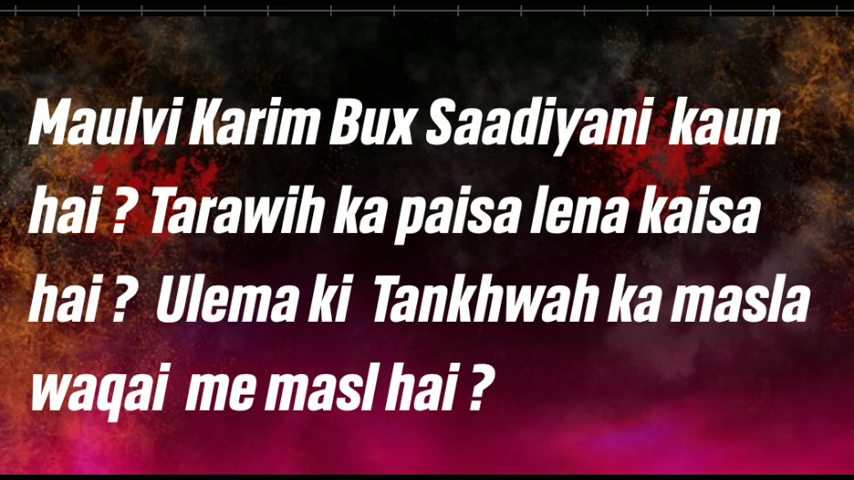 Maulvi Karim Bux Saadiyani kaun
hai ? Tarawih ka paisa lena kaisa
hai ? Ulema ki Tankhwah ka masla
waqai me masl hai ?